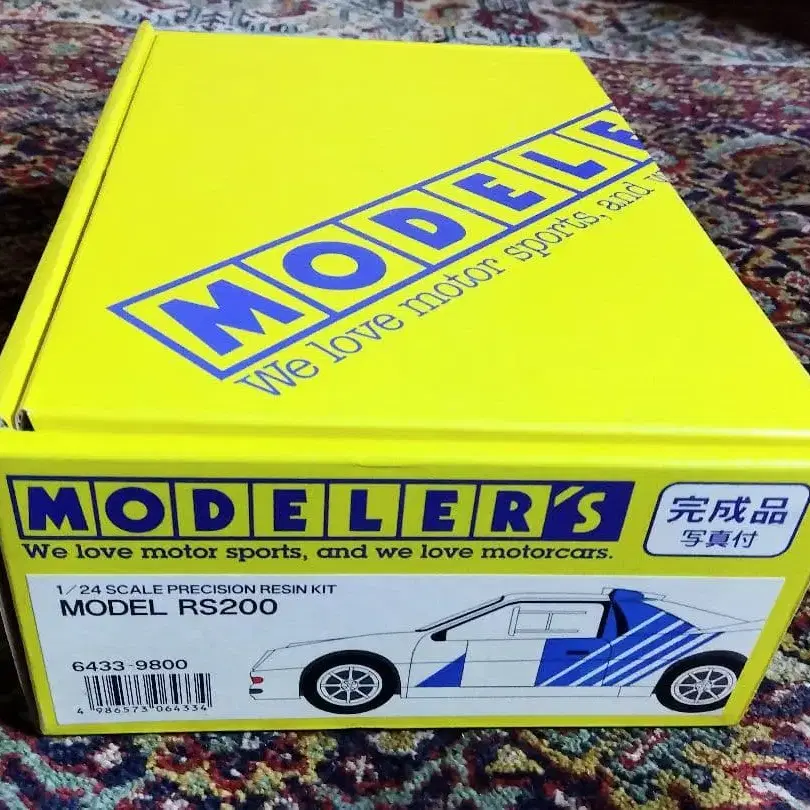 MODELE
We love motor sports, and w
MODELER'S
We love motor sports, and we love motorcars.
完成品
写真付
1/24 SCALE PRECISION RESIN KIT
MODEL RS200
6433-9800
4 986573 064334